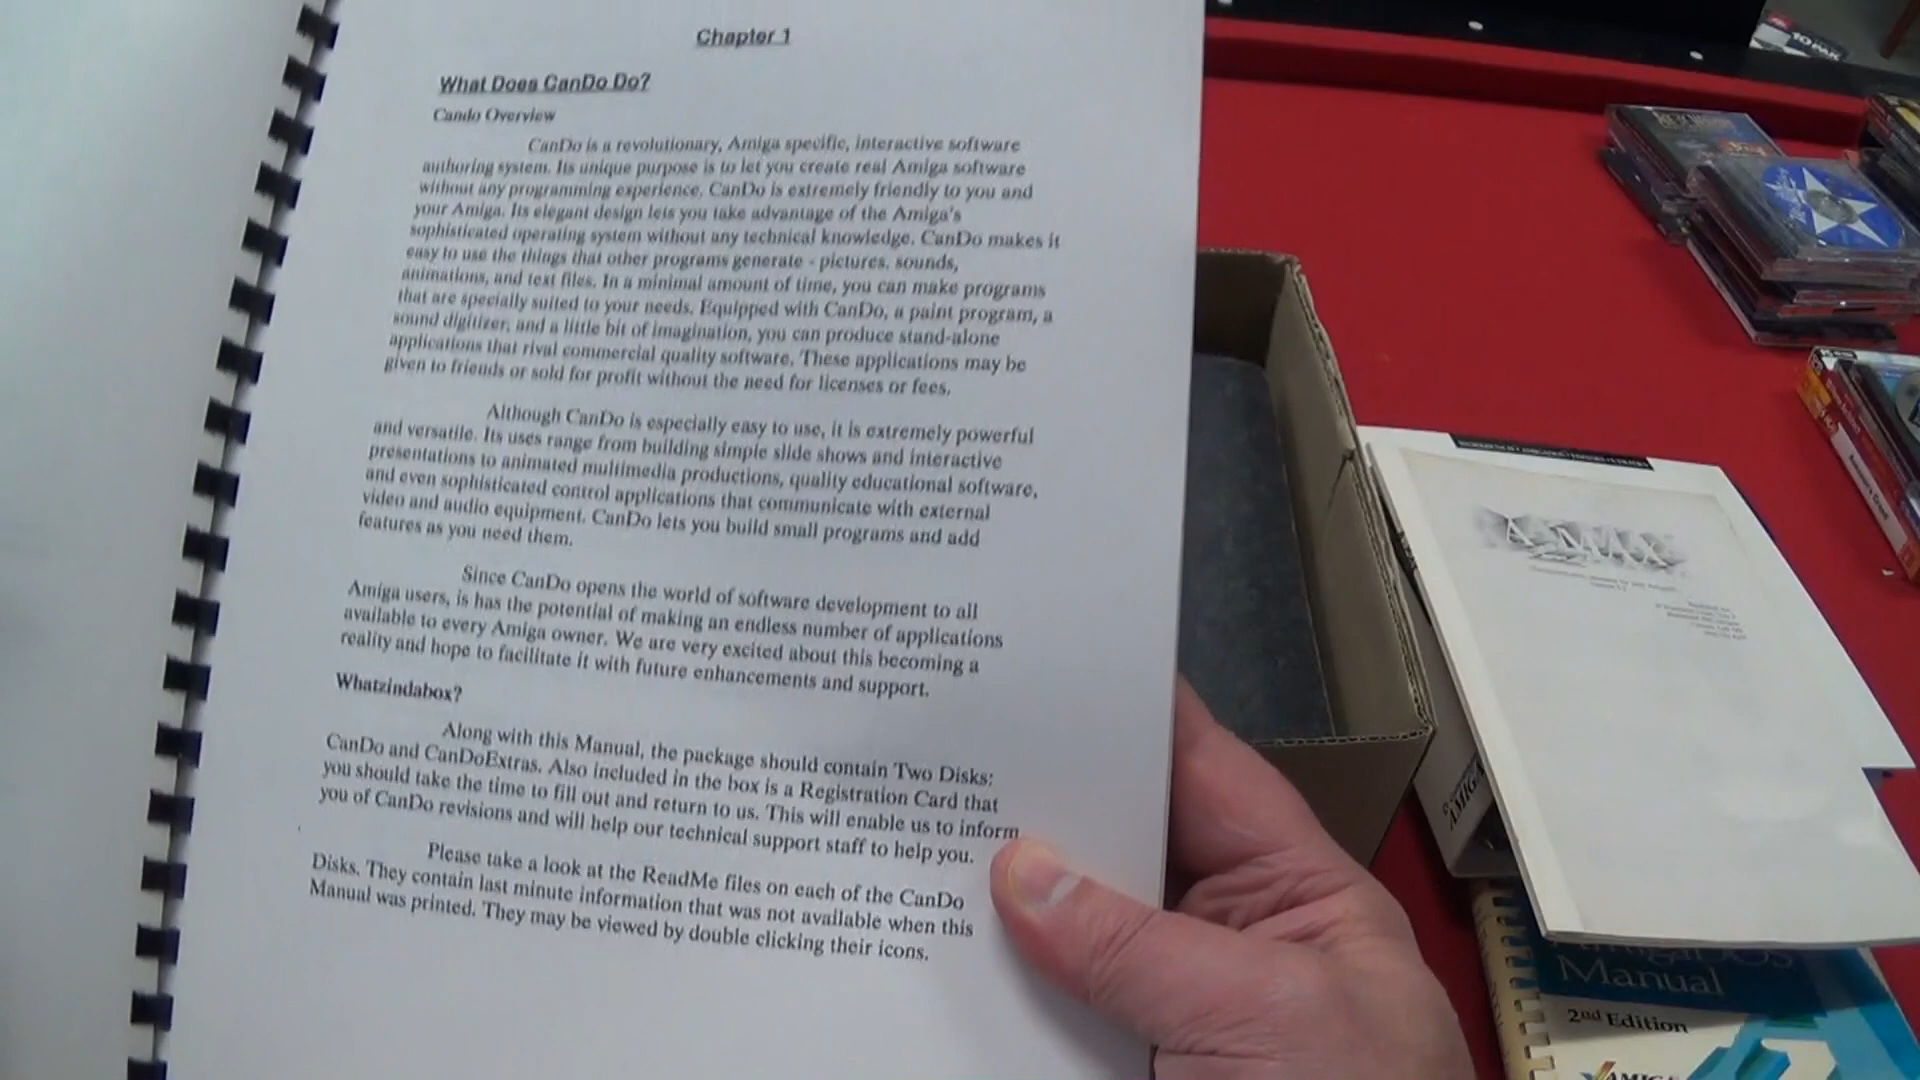 Chapter 1
What Does CanDo Do?
Cando Overview
CanDo is a revolutionary, Amiga specific, interactive software
authoring system. Its unique purpose is to let you create real Amiga software
without any programming experience. CanDo is extremely friendly to you and
your Amiga. Its elegant design lets you take advantage of the Amiga's
sophisticated operating system without any technical knowledge. CanDo makes it
easy to use the things that other programs generate - pictures, sounds,
animations, and text files. In a minimal amount of time, you can make programs
that are specially suited to your needs. Equipped with CanDo, a paint program, a
sound digitizer, and a little bit of imagination, you can produce stand-alone
applications that rival commercial quality software. These applications may be
given to friends or sold for profit without the need for licenses or fees.
Although CanDo is especially easy to use, it is extremely powerful
and versatile. Its uses range from building simple slide shows and interactive
presentations to animated multimedia productions, quality educational software,
and even sophisticated control applications that communicate with external
video and audio equipment. CanDo lets you build small programs and add
features as you need them.
Since CanDo opens the world of software development to all
Amiga users, is has the potential of making an endless number of applications
available to every Amiga owner. We are very excited about this becoming a
reality and hope to facilitate it with future enhancements and support.
Whatzindabox?
Along with this Manual, the package should contain Two Disks:
CanDo and CanDoExtras. Also included in the box is a Registration Card that
you should take the time to fill out and return to us. This will enable us to inform
you of CanDo revisions and will help our technical support staff to help you.
Please take a look at the ReadMe files on each of the CanDo
Disks. They contain last minute information that was not available when this
Manual was printed. They may be viewed by double clicking their icons.
10 PAK
AMIGA
Manual
2nd Edition